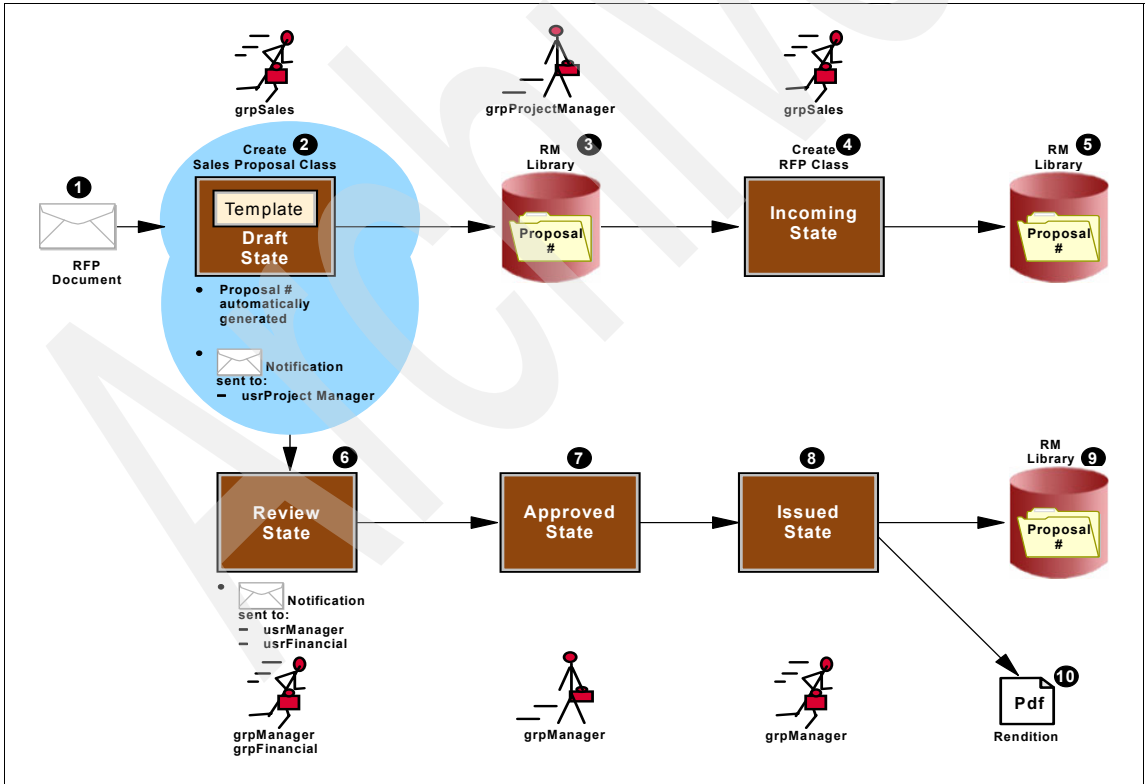 grpSales
grpProjectManager
grpSales
1
RFP
Document
Create 2
Sales Proposal Class
Template
Draft
State
• Proposal #
automatically
generated
• Notification
sent to:
– usrProject Manager
RM 3
Library
Proposal
#
Create 4
RFP Class
Incoming
State
RM 5
Library
Proposal
#
6
Review
State
• Notification
sent to:
– usrManager
– usrFinancial
grpManager
grpFinancial
7
Approved
State
grpManager
8
Issued
State
grpManager
RM
Library 9
Proposal
#
10
Pdf
Rendition